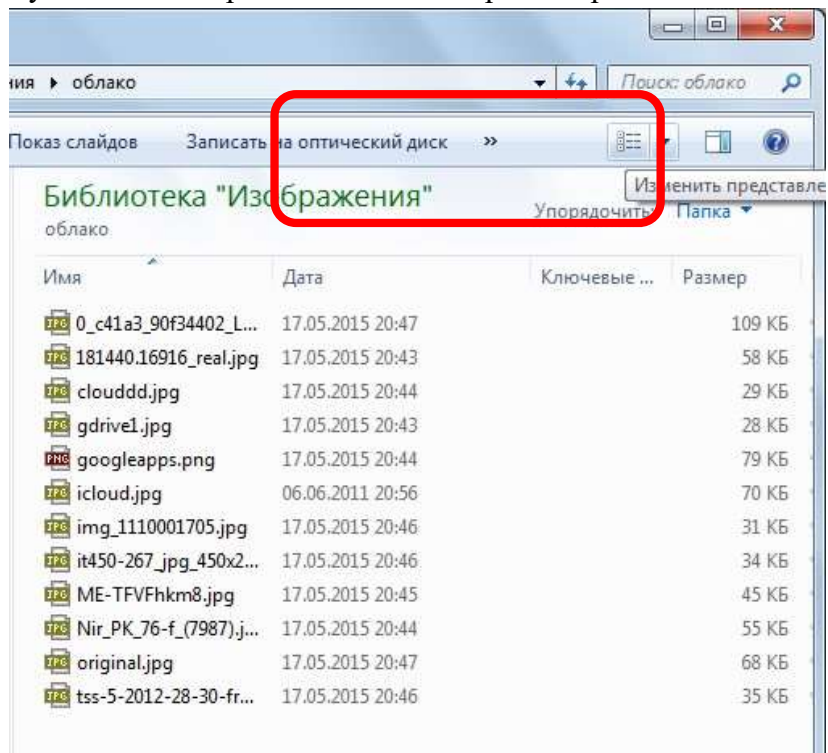 ния ▸ облако Поиск: облако
Показ слайдов Записать на оптический диск »
Изменить представле
Библиотека "Изображения"
облако
Упорядочить: Папка ▼
Имя Дата Ключевые ... Размер
0_c41a3_90f34402_L... 17.05.2015 20:47 109 КБ
181440.16916_real.jpg 17.05.2015 20:43 58 КБ
clouddd.jpg 17.05.2015 20:44 29 КБ
gdrive1.jpg 17.05.2015 20:43 28 КБ
googleapps.png 17.05.2015 20:44 79 КБ
icloud.jpg 06.06.2011 20:56 70 КБ
img_1110001705.jpg 17.05.2015 20:46 31 КБ
it450-267_jpg_450x2... 17.05.2015 20:46 34 КБ
ME-TFVFhkm8.jpg 17.05.2015 20:45 45 КБ
Nir_PK_76-f_(7987).j... 17.05.2015 20:44 55 КБ
original.jpg 17.05.2015 20:47 68 КБ
tss-5-2012-28-30-fr... 17.05.2015 20:46 35 КБ